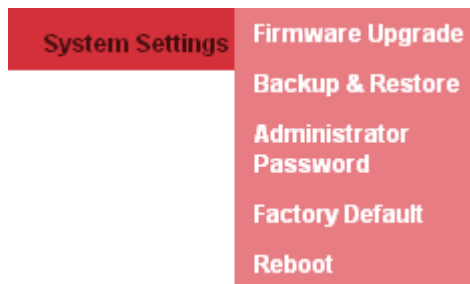 System Settings
Firmware Upgrade
Backup & Restore
Administrator
Password
Factory Default
Reboot